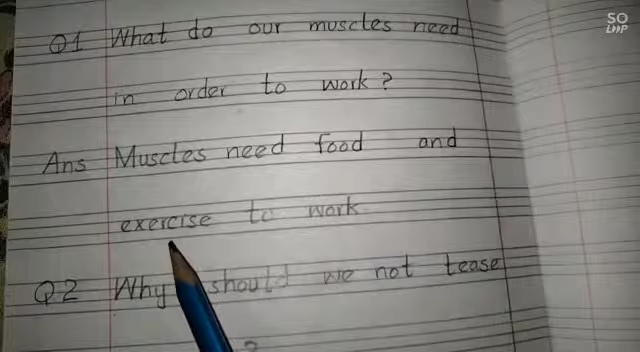 SO
LOOP
Q1 What do our muscles need
in order to work?
Ans Muscles need food and
exercise to work
Q2 Why should we not tease
?